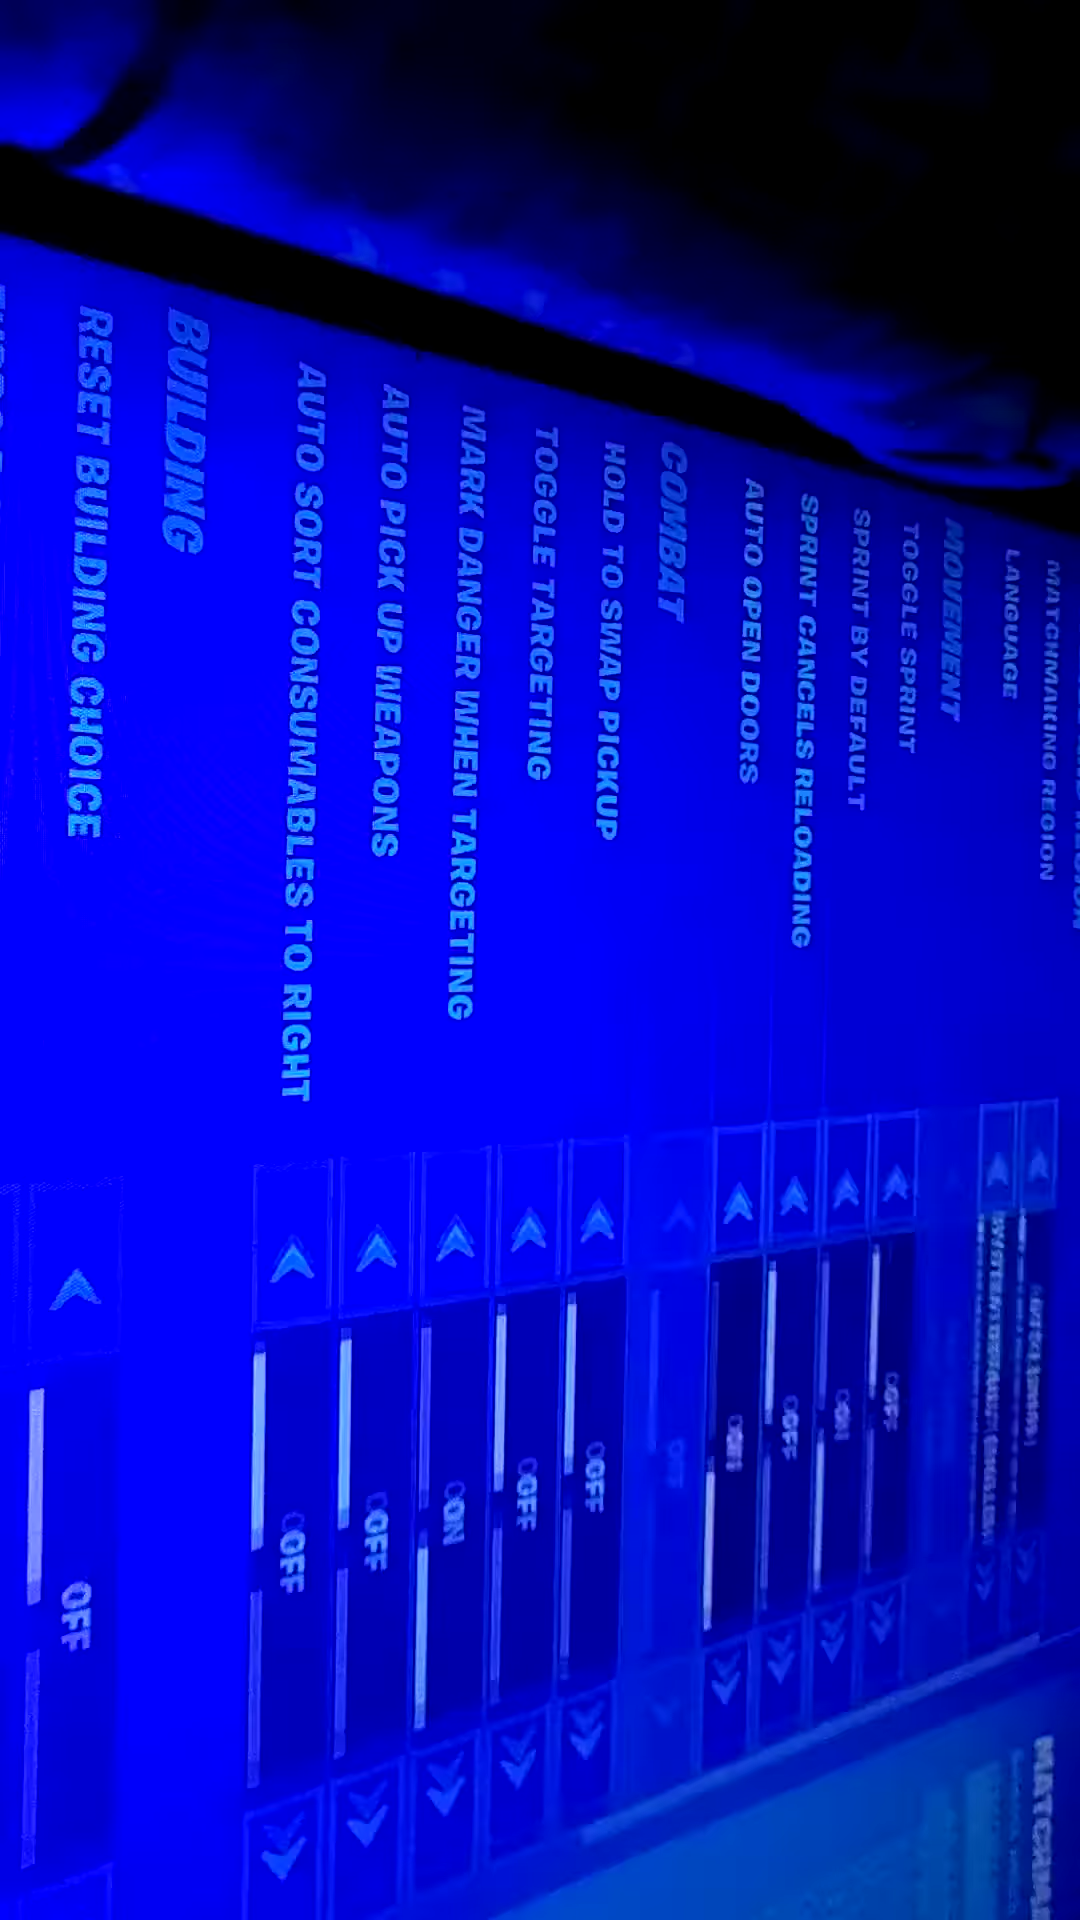 MATCHMAKING REGION
LANGUAGE
MOVEMENT
TOGGLE SPRINT OFF
SPRINT BY DEFAULT ON
SPRINT CANCELS RELOADING OFF
AUTO OPEN DOORS
COMBAT
HOLD TO SWAP PICKUP OFF
TOGGLE TARGETING OFF
MARK DANGER WHEN TARGETING ON
AUTO PICK UP WEAPONS OFF
AUTO SORT CONSUMABLES TO RIGHT OFF
BUILDING
RESET BUILDING CHOICE OFF